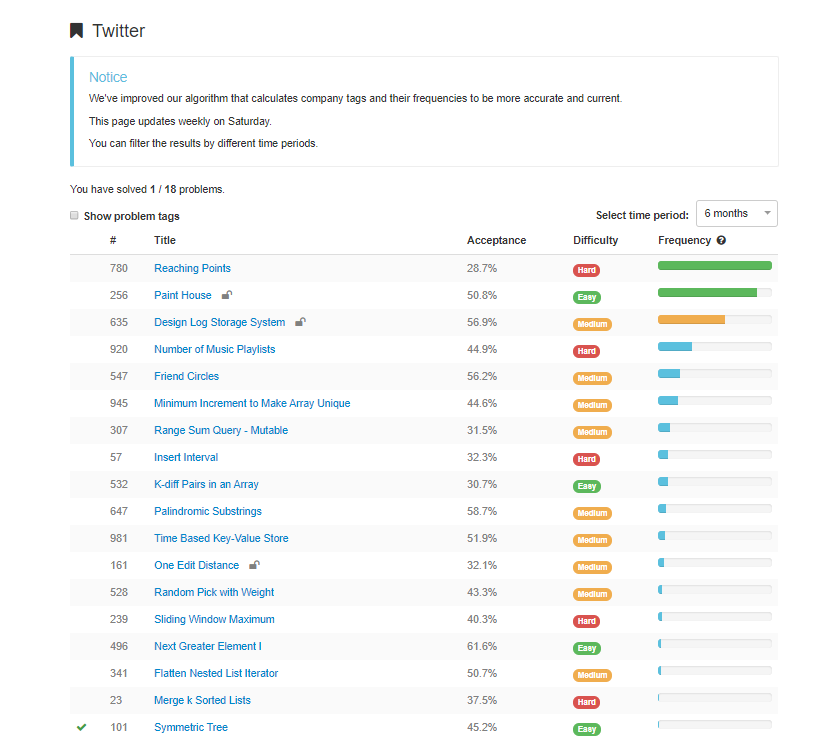 Twitter
Notice
We've improved our algorithm that calculates company tags and their frequencies to be more accurate and current.
This page updates weekly on Saturday.
You can filter the results by different time periods.
You have solved 1 / 18 problems.
Show problem tags Select time period: 6 months
# Title Acceptance Difficulty Frequency
780 Reaching Points 28.7% Hard
256 Paint House 50.8% Easy
635 Design Log Storage System 56.9% Medium
920 Number of Music Playlists 44.9% Hard
547 Friend Circles 56.2% Medium
945 Minimum Increment to Make Array Unique 44.6% Medium
307 Range Sum Query - Mutable 31.5% Medium
57 Insert Interval 32.3% Hard
532 K-diff Pairs in an Array 30.7% Easy
647 Palindromic Substrings 58.7% Medium
981 Time Based Key-Value Store 51.9% Medium
161 One Edit Distance 32.1% Medium
528 Random Pick with Weight 43.3% Medium
239 Sliding Window Maximum 40.3% Hard
496 Next Greater Element I 61.6% Easy
341 Flatten Nested List Iterator 50.7% Medium
23 Merge k Sorted Lists 37.5% Hard
101 Symmetric Tree 45.2% Easy